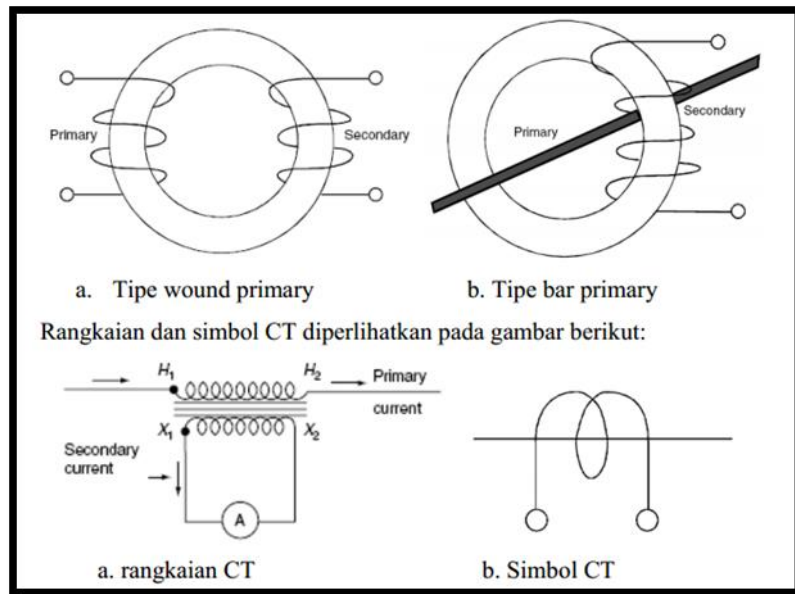 Primary
Secondary
Primary
Secondary
a. Tipe wound primary
b. Tipe bar primary
Rangkaian dan simbol CT diperlihatkan pada gambar berikut:
H1
H2
Primary
current
X1
X2
Secondary
current
A
a. rangkaian CT
b. Simbol CT